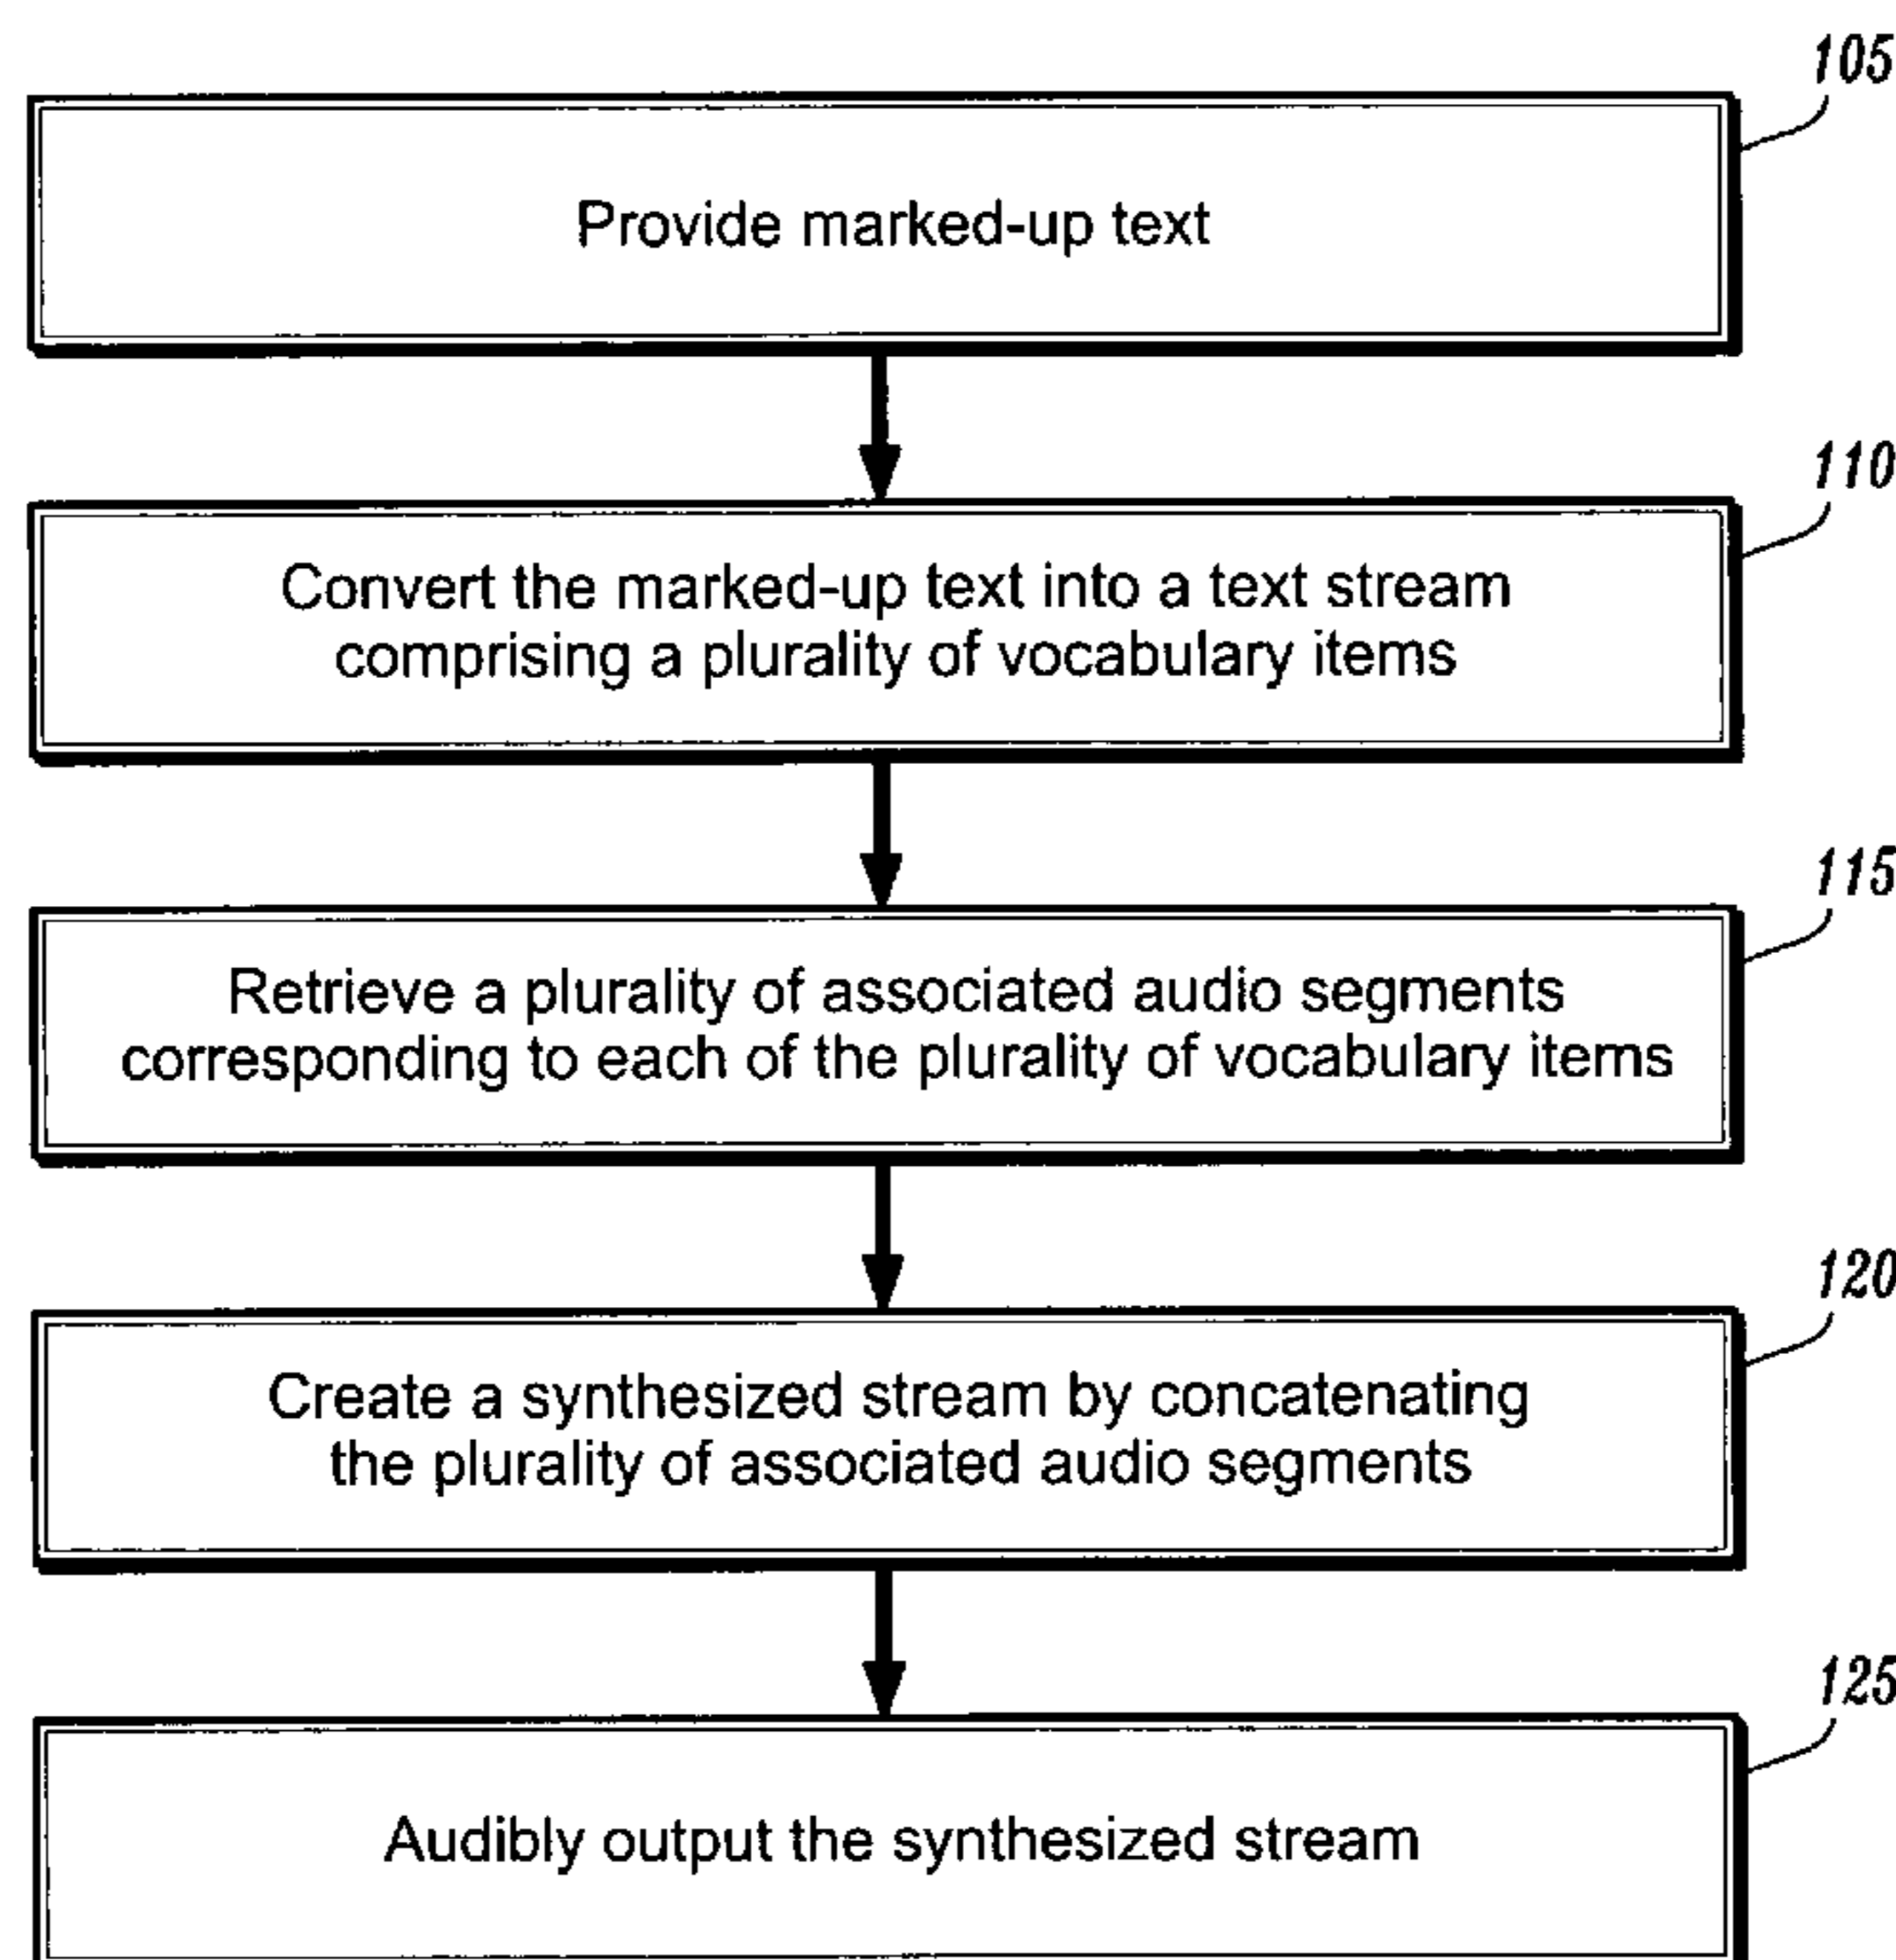 105
Provide marked-up text
110
Convert the marked-up text into a text stream
comprising a plurality of vocabulary items
115
Retrieve a plurality of associated audio segments
corresponding to each of the plurality of vocabulary items
120
Create a synthesized stream by concatenating
the plurality of associated audio segments
125
Audibly output the synthesized stream